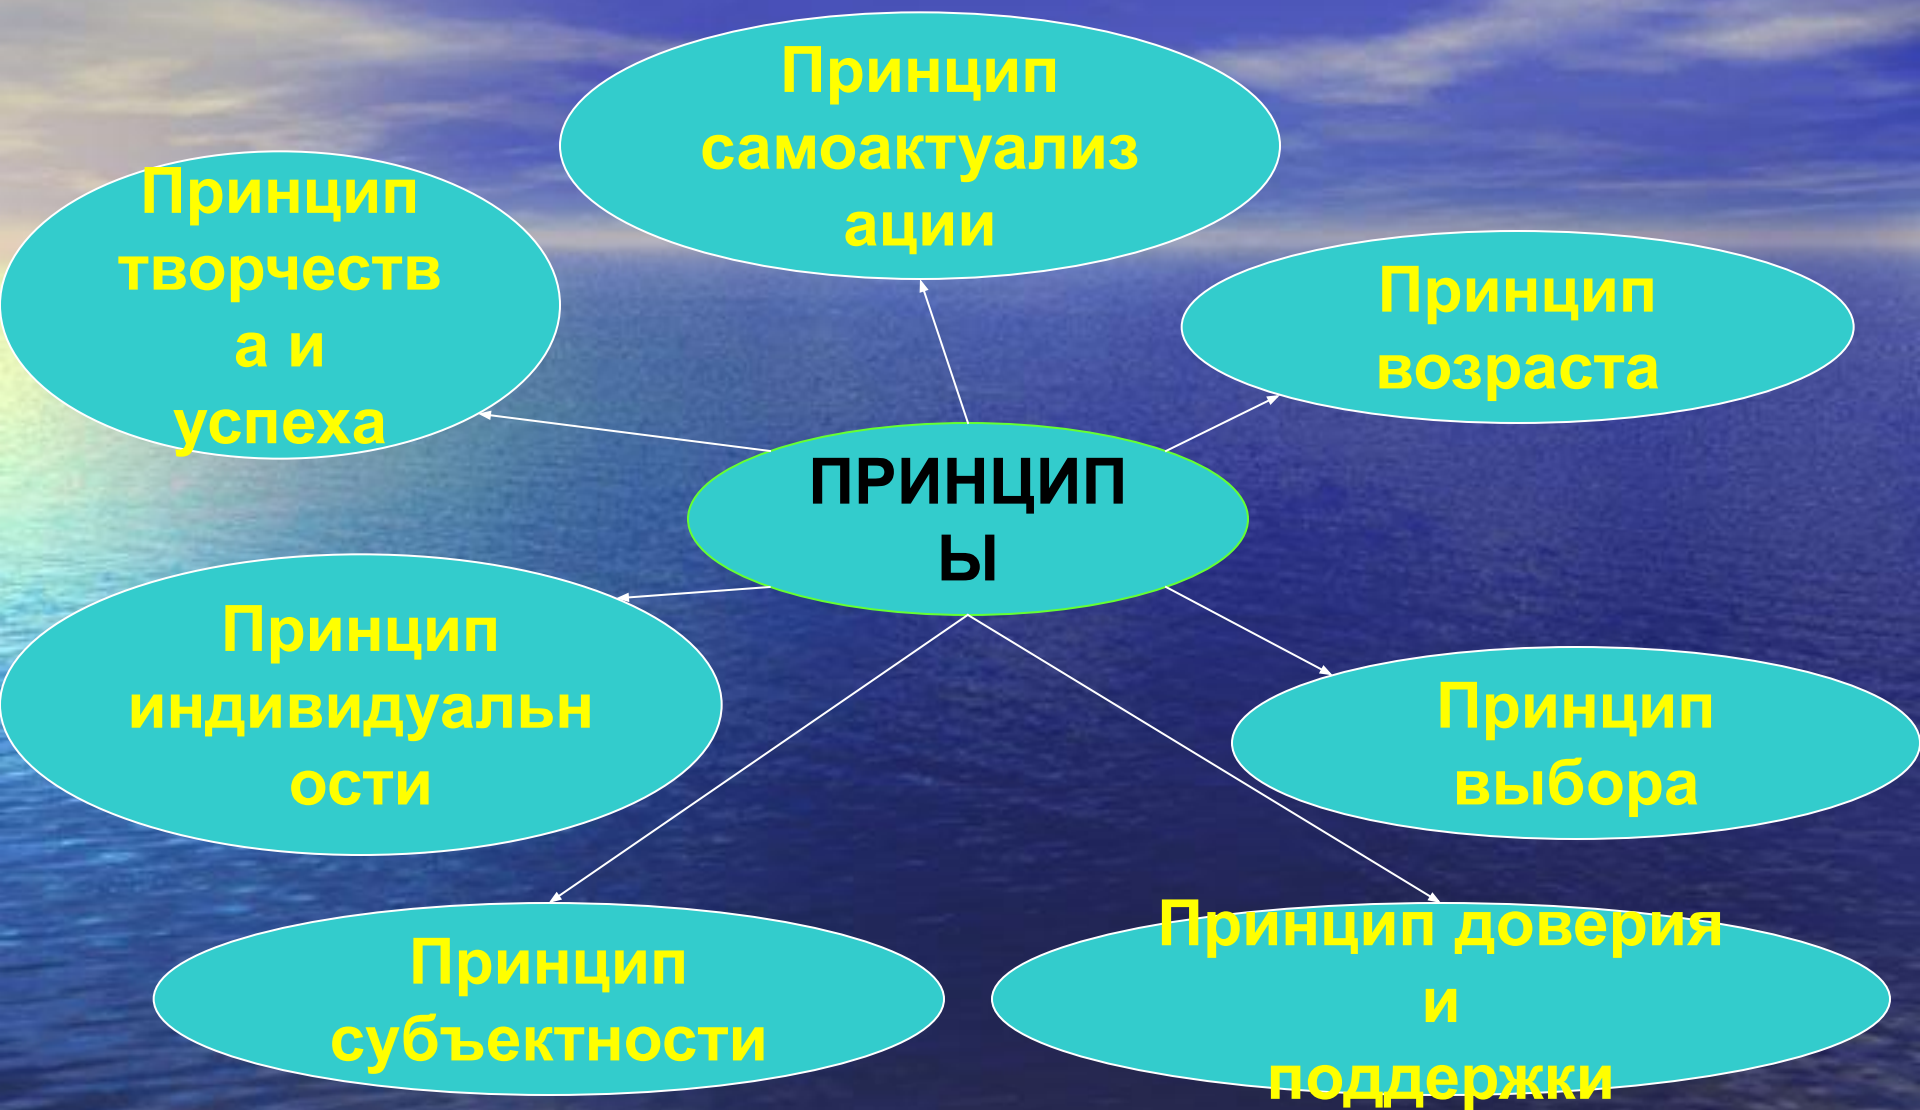 Принцип
самоактуализ
ации
Принцип
творчеств
а и
успеха
Принцип
возраста
ПРИНЦИП
Ы
Принцип
индивидуальн
ости
Принцип
выбора
Принцип
субъектности
Принцип доверия
и
поддержки